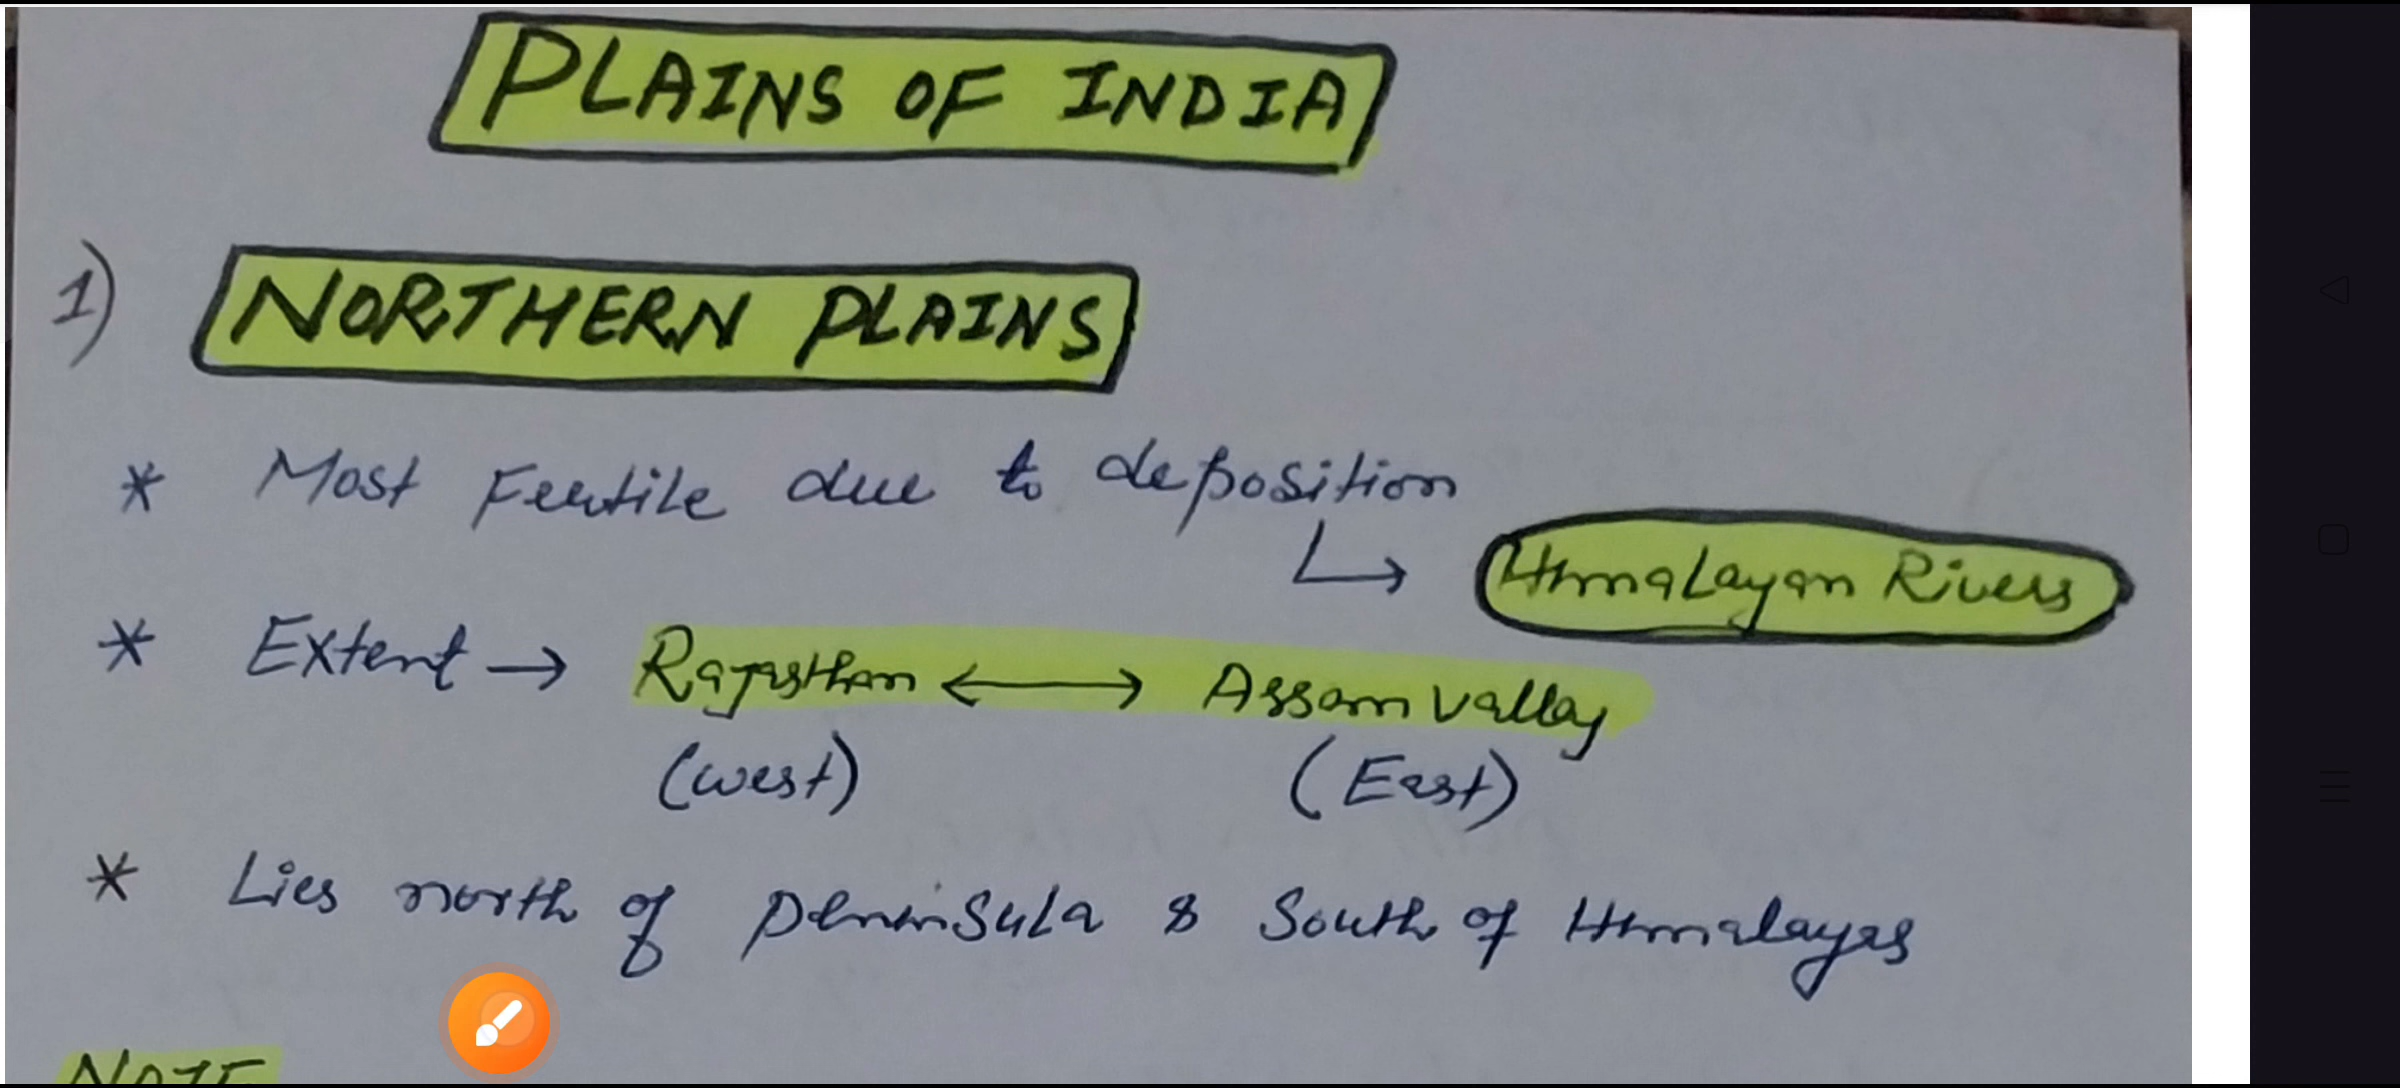 PLAINS OF INDIA
1) NORTHERN PLAINS
* Most Fertile due to deposition
↳ Himalayan Rivers
* Extent → Rajasthan ↔ Assam valley
(west) (East)
* Lies north of peninsula & South of Himalayas
NOTE